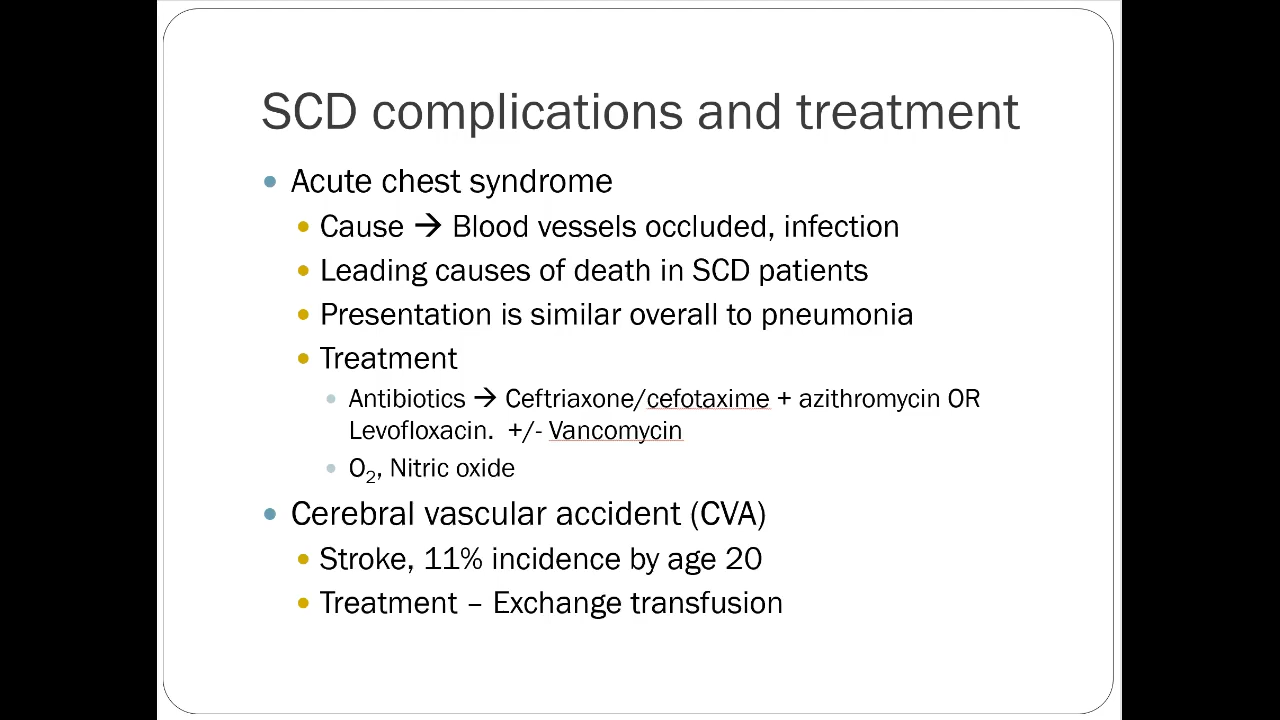 SCD complications and treatment
• Acute chest syndrome
• Cause → Blood vessels occluded, infection
• Leading causes of death in SCD patients
• Presentation is similar overall to pneumonia
• Treatment
• Antibiotics → Ceftriaxone/cefotaxime + azithromycin OR
Levofloxacin.  +/- Vancomycin
• O₂, Nitric oxide
• Cerebral vascular accident (CVA)
• Stroke, 11% incidence by age 20
• Treatment – Exchange transfusion